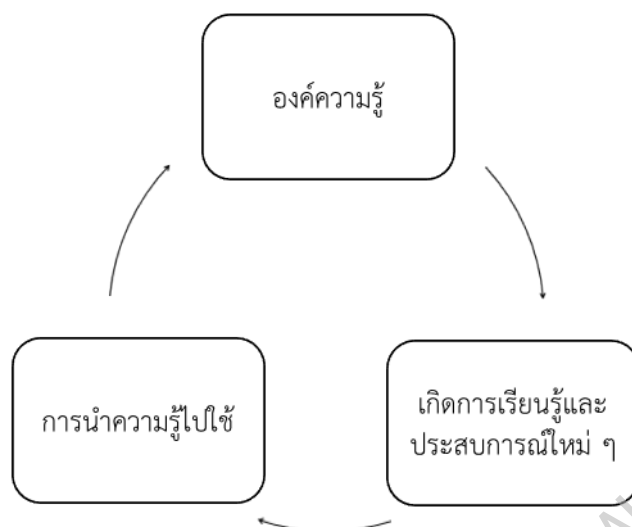 องค์ความรู้
การนำความรู้ไปใช้
เกิดการเรียนรู้และ
ประสบการณ์ใหม่ ๆ